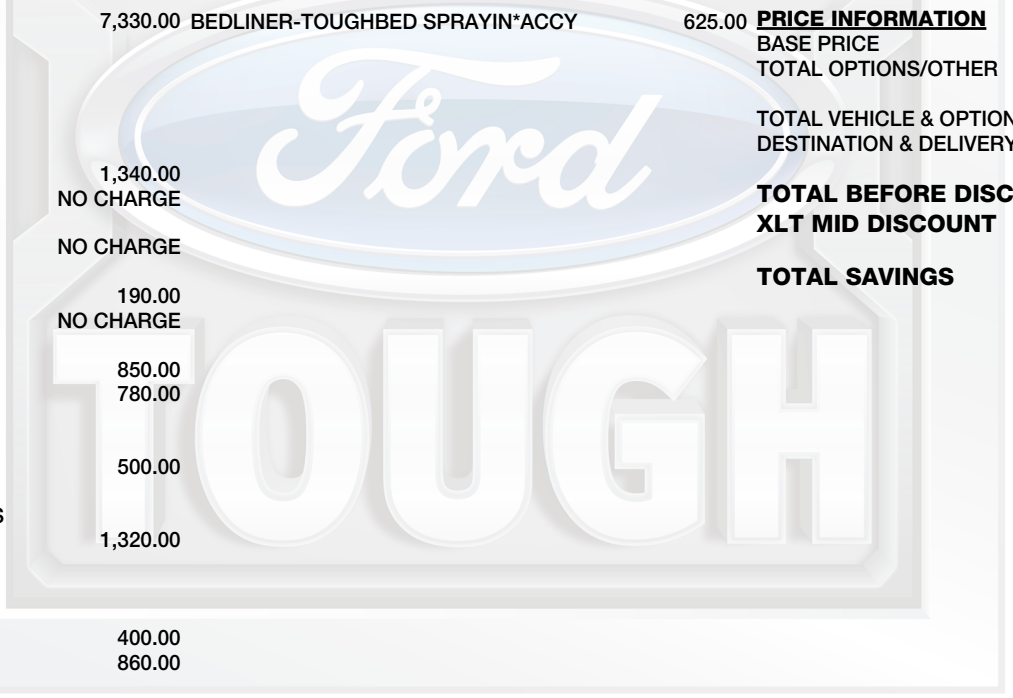 7,330.00 BEDLINER-TOUGHBED SPRAYIN*ACCY 625.00
1,340.00
NO CHARGE
NO CHARGE
190.00
NO CHARGE
850.00
780.00
500.00
S
1,320.00
400.00
860.00
PRICE INFORMATION
BASE PRICE
TOTAL OPTIONS/OTHER
TOTAL VEHICLE & OPTION
DESTINATION & DELIVERY
TOTAL BEFORE DISC
XLT MID DISCOUNT
TOTAL SAVINGS
Ford
TOUGH